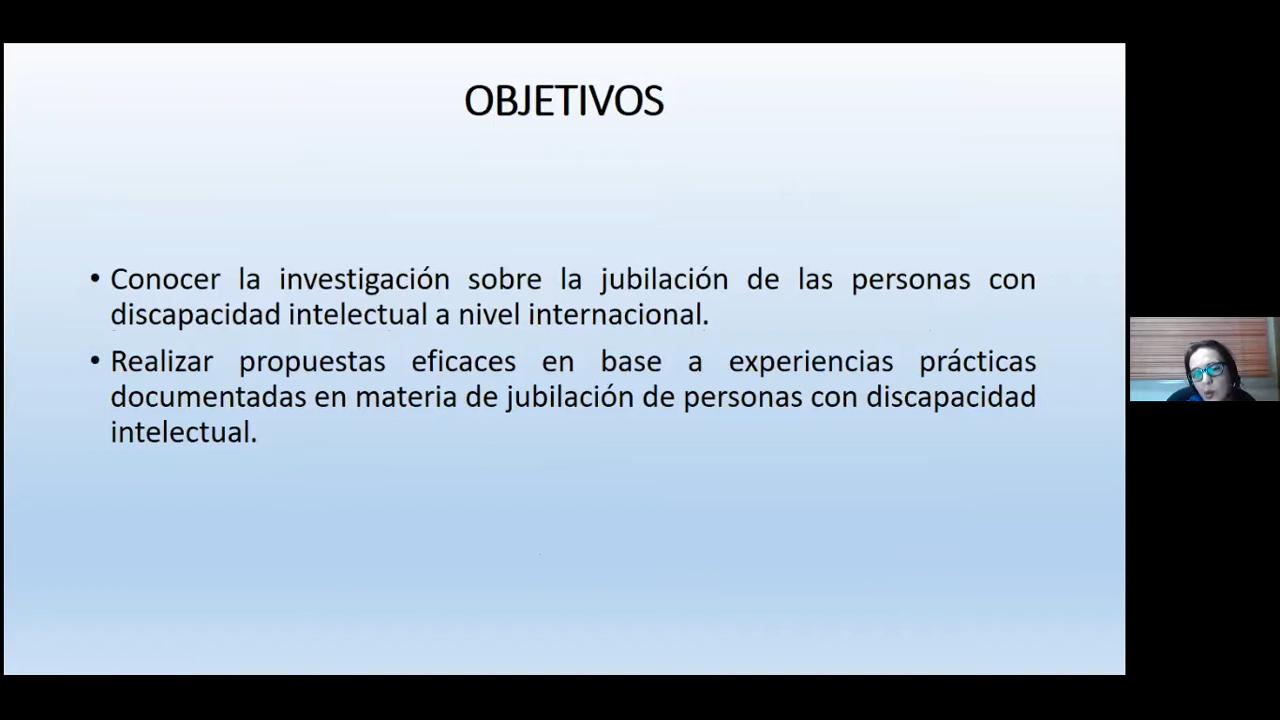 OBJETIVOS
• Conocer la investigación sobre la jubilación de las personas con
discapacidad intelectual a nivel internacional.
• Realizar propuestas eficaces en base a experiencias prácticas
documentadas en materia de jubilación de personas con discapacidad
intelectual.